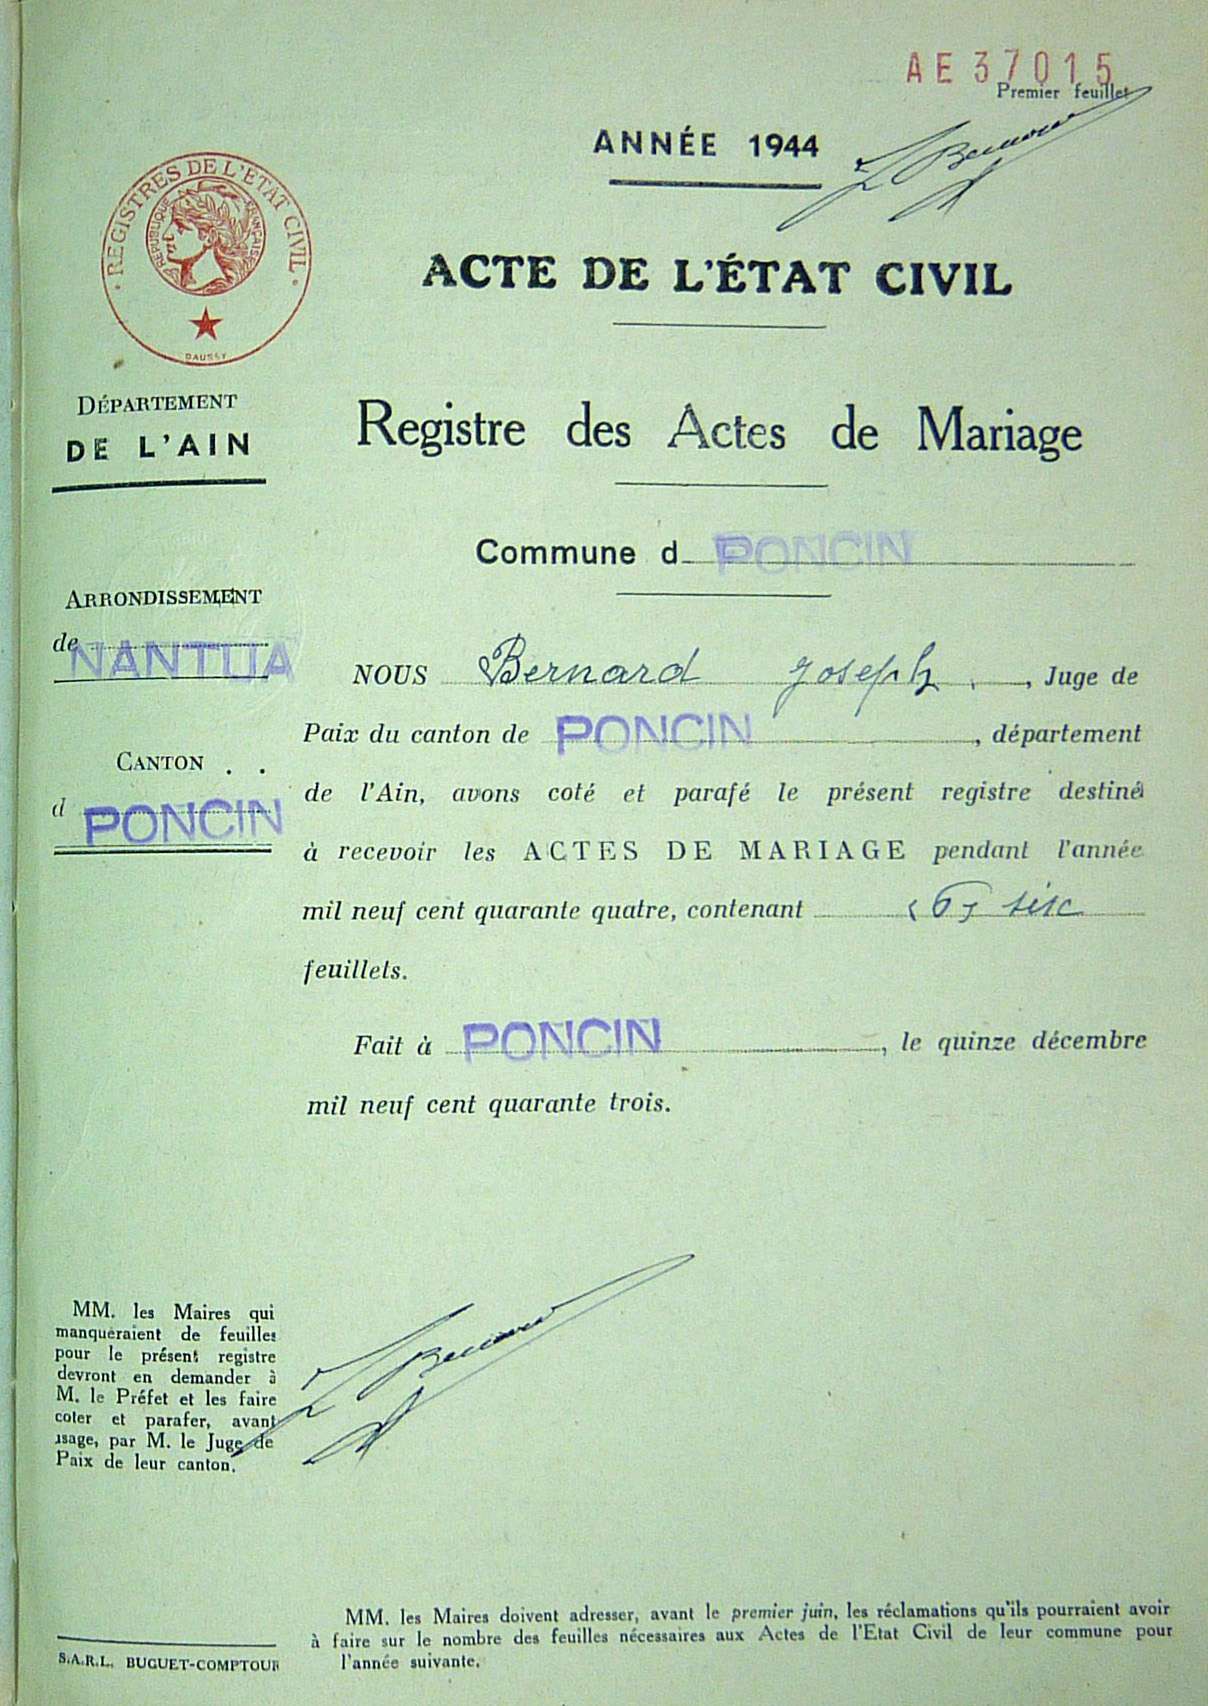 AE 37015
Premier feuillet
ANNÉE 1944
Bernard
REGISTRES DE L'ÉTAT CIVIL
RÉPUBLIQUE FRANÇAISE
DAUSSY
ACTE DE L'ÉTAT CIVIL
DÉPARTEMENT
DE L'AIN
Registre des Actes de Mariage
Commune d PONCIN
ARRONDISSEMENT
de NANTUA
NOUS Bernard Joseph, Juge de
Paix du canton de PONCIN, département
de l'Ain, avons coté et parafé le présent registre destiné
à recevoir les ACTES DE MARIAGE pendant l'année
mil neuf cent quarante quatre, contenant (6) six
feuillets.
CANTON
d PONCIN
Fait à PONCIN, le quinze décembre
mil neuf cent quarante trois.
Bernard
MM. les Maires qui
manqueraient de feuilles
pour le présent registre
devront en demander à
M. le Préfet et les faire
coter et parafer, avant
usage, par M. le Juge de
Paix de leur canton.
S.A.R.L. BUGUET-COMPTOUR
MM. les Maires doivent adresser, avant le premier juin, les réclamations qu'ils pourraient avoir
à faire sur le nombre des feuilles nécessaires aux Actes de l'Etat Civil de leur commune pour
l'année suivante.